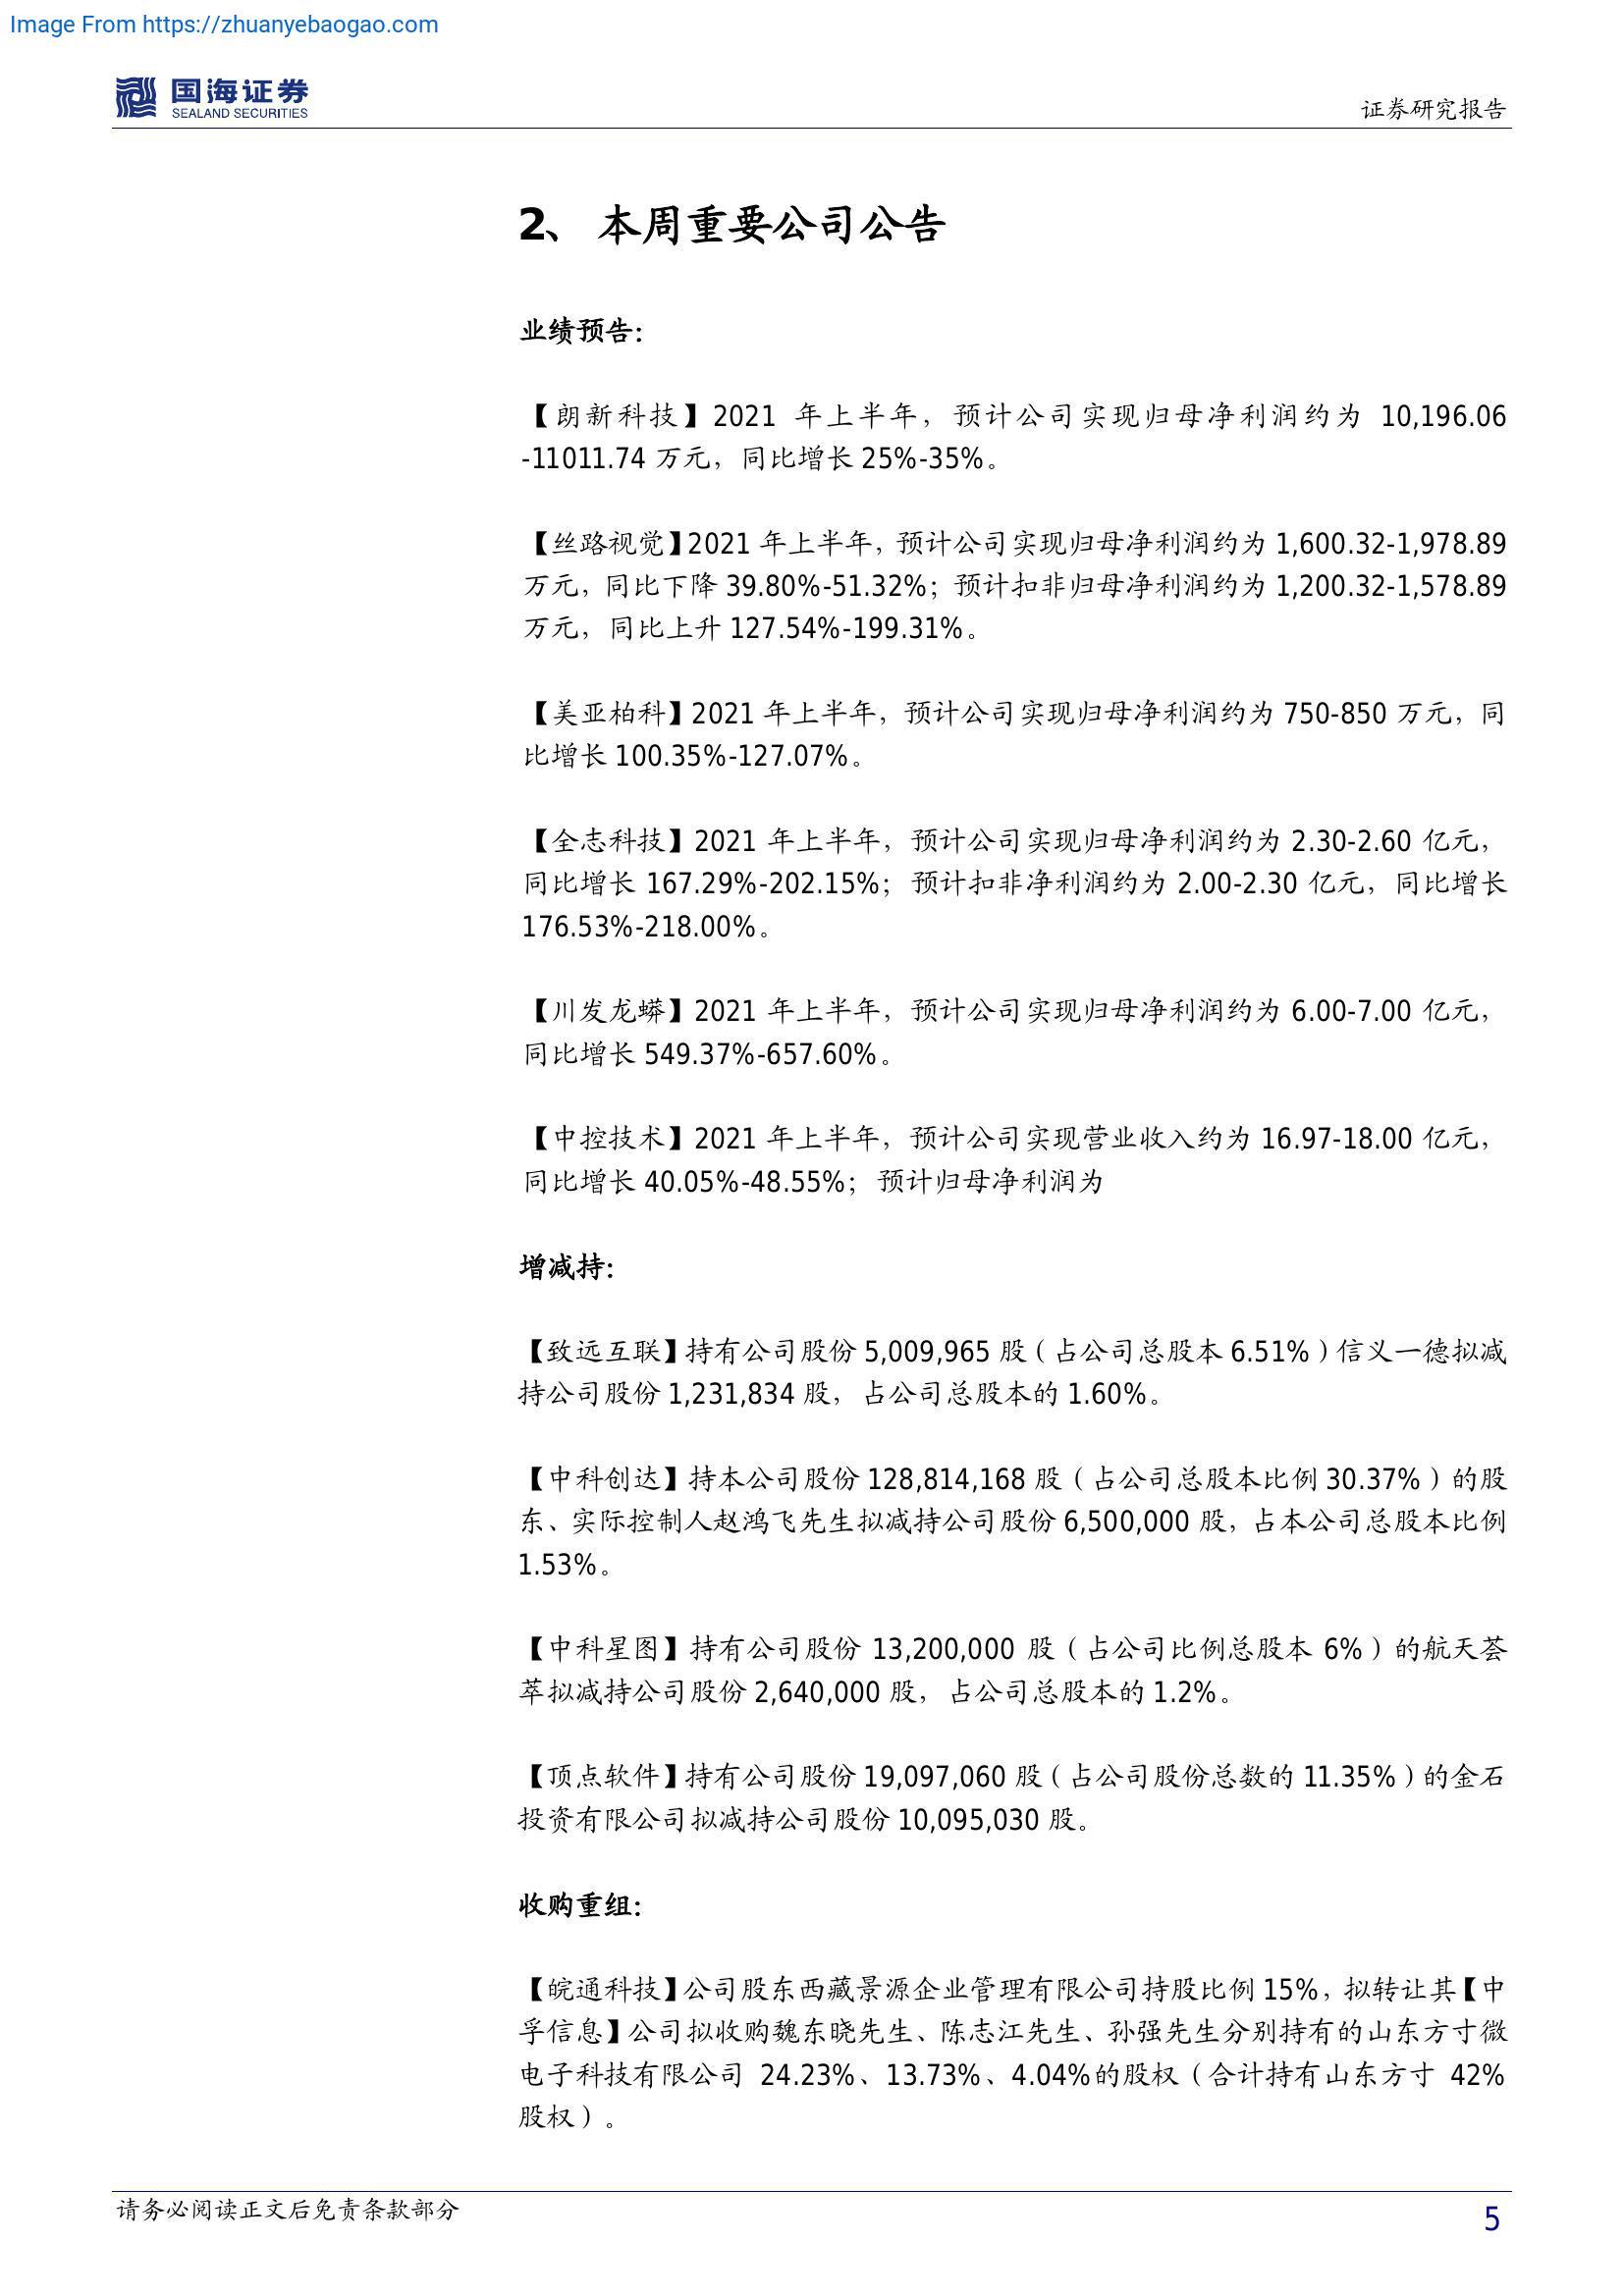 Image From https://zhuanyebaogao.com
国海证券
SEALAND SECURITIES
证券研究报告
2、 本周重要公司公告
业绩预告：
【朗新科技】2021 年上半年，预计公司实现归母净利润约为 10,196.06
-11011.74 万元，同比增长 25%-35%。
【丝路视觉】2021 年上半年，预计公司实现归母净利润约为 1,600.32-1,978.89
万元，同比下降 39.80%-51.32%；预计扣非归母净利润约为 1,200.32-1,578.89
万元，同比上升 127.54%-199.31%。
【美亚柏科】2021 年上半年，预计公司实现归母净利润约为 750-850 万元，同
比增长 100.35%-127.07%。
【全志科技】2021 年上半年，预计公司实现归母净利润约为 2.30-2.60 亿元，
同比增长 167.29%-202.15%；预计扣非净利润约为 2.00-2.30 亿元，同比增长
176.53%-218.00%。
【川发龙蟒】2021 年上半年，预计公司实现归母净利润约为 6.00-7.00 亿元，
同比增长 549.37%-657.60%。
【中控技术】2021 年上半年，预计公司实现营业收入约为 16.97-18.00 亿元，
同比增长 40.05%-48.55%；预计归母净利润为
增减持：
【致远互联】持有公司股份 5,009,965 股（占公司总股本 6.51%）信义一德拟减
持公司股份 1,231,834 股，占公司总股本的 1.60%。
【中科创达】持本公司股份 128,814,168 股（占公司总股本比例 30.37%）的股
东、实际控制人赵鸿飞先生拟减持公司股份 6,500,000 股，占本公司总股本比例
1.53%。
【中科星图】持有公司股份 13,200,000 股（占公司比例总股本 6%）的航天荟
萃拟减持公司股份 2,640,000 股，占公司总股本的 1.2%。
【顶点软件】持有公司股份 19,097,060 股（占公司股份总数的 11.35%）的金石
投资有限公司拟减持公司股份 10,095,030 股。
收购重组：
【皖通科技】公司股东西藏景源企业管理有限公司持股比例 15%，拟转让其【中
孚信息】公司拟收购魏东晓先生、陈志江先生、孙强先生分别持有的山东方寸微
电子科技有限公司 24.23%、13.73%、4.04%的股权（合计持有山东方寸 42%
股权）。
请务必阅读正文后免责条款部分
5